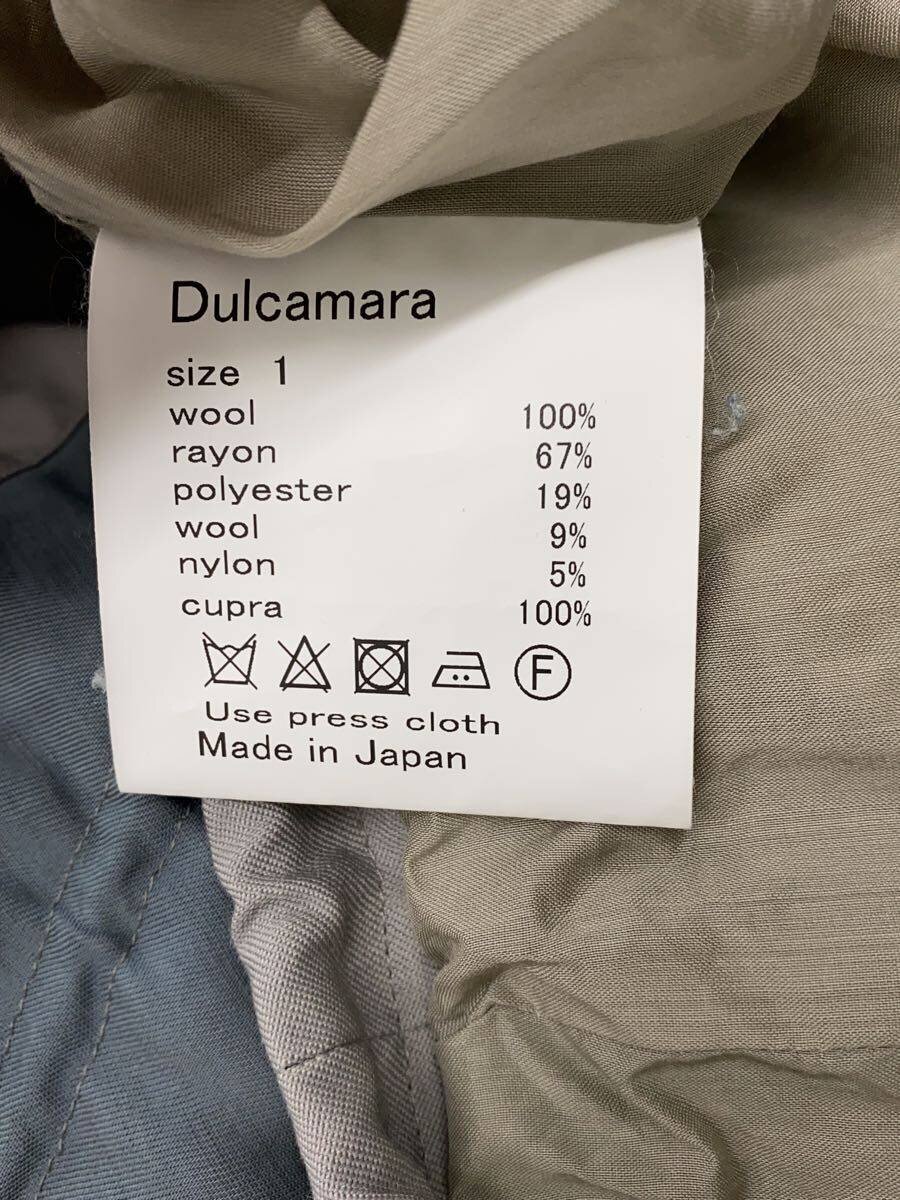 Dulcamara
size 1
wool 100%
rayon 67%
polyester 19%
wool 9%
nylon 5%
cupra 100%
F
Use press cloth
Made in Japan